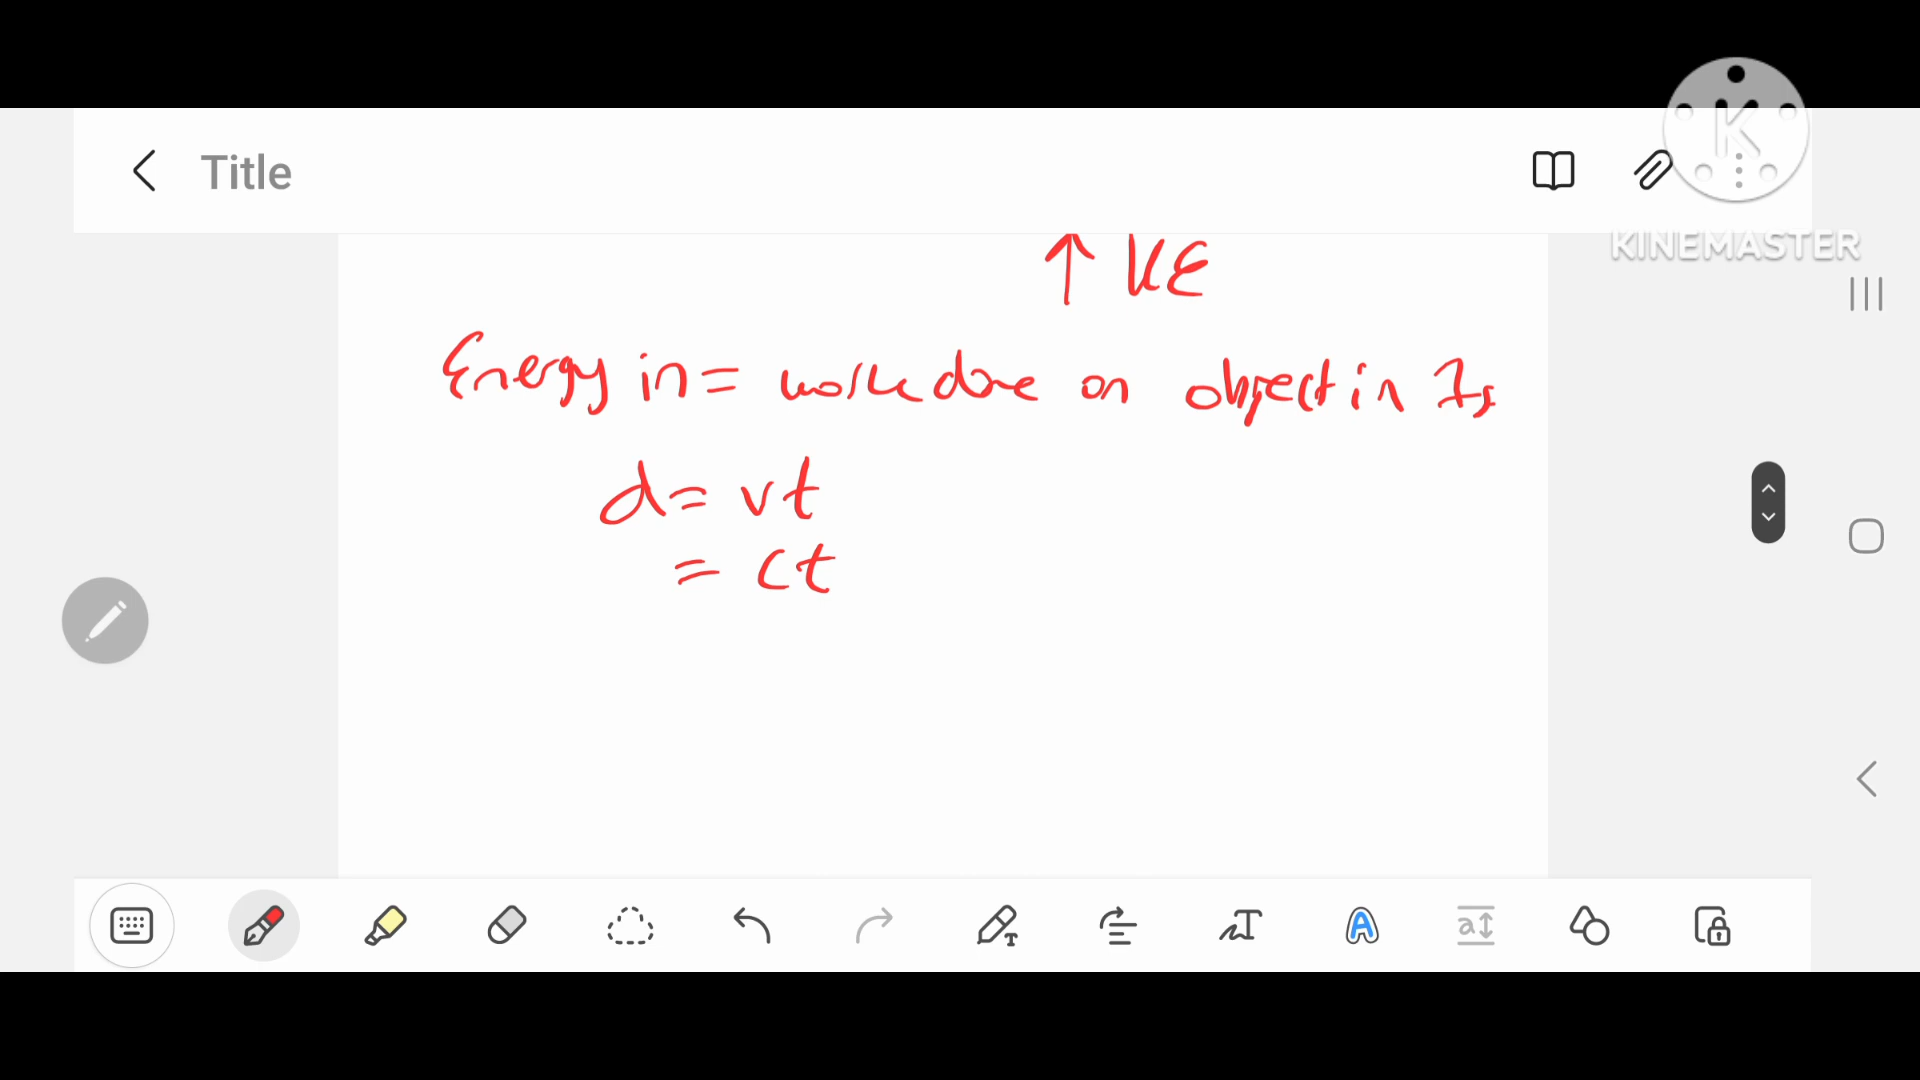 Title
KINEMASTER
↑ KE
Energy in = work done on object in 1s
d = vt
= ct